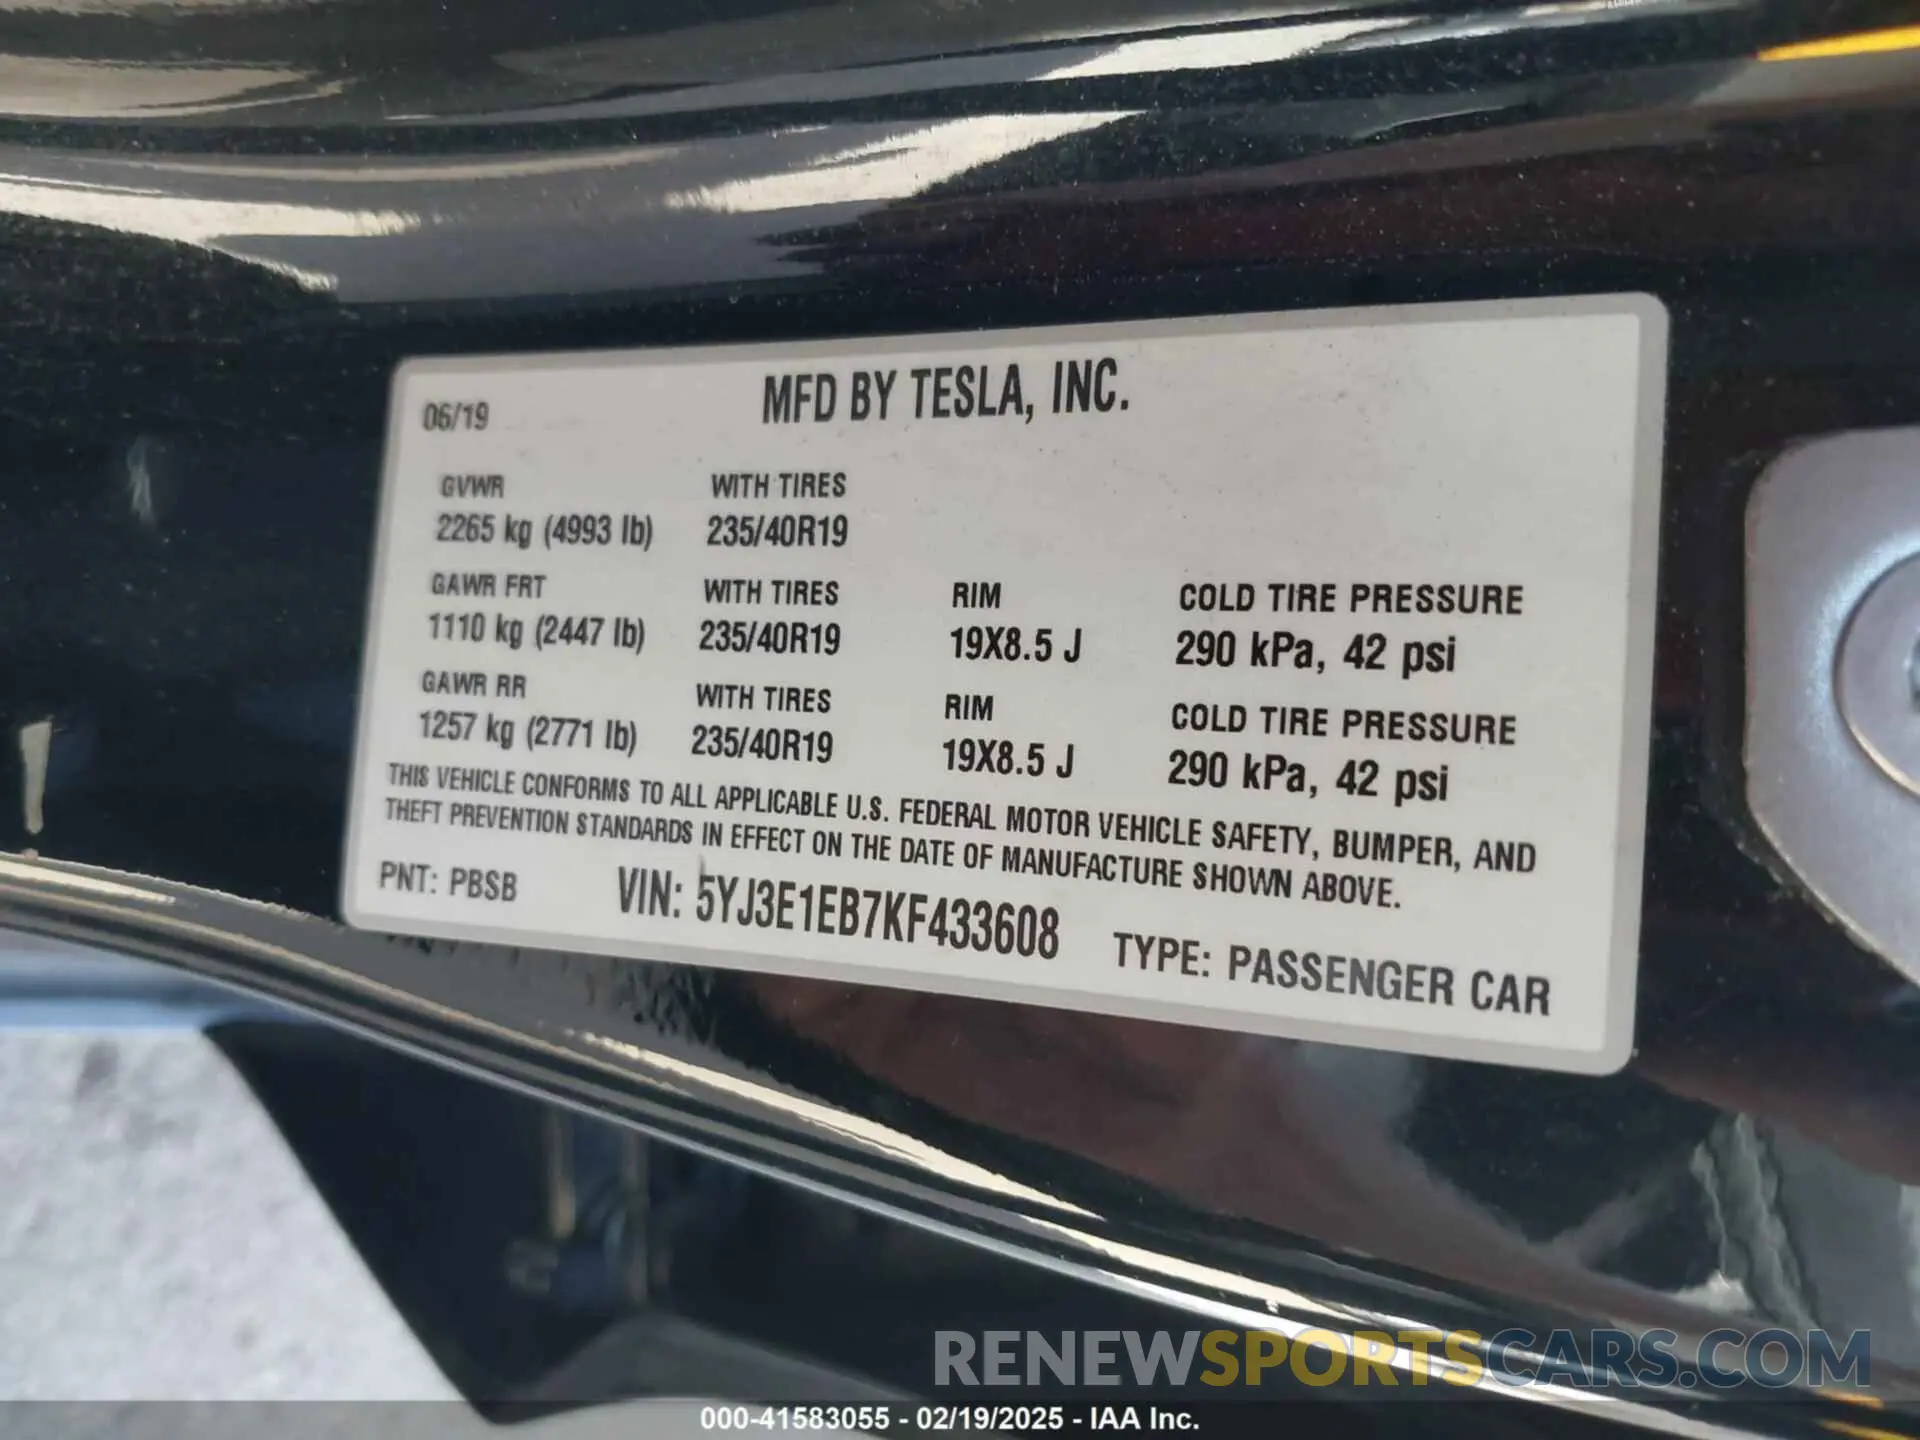 MFD BY TESLA, INC.
06/19
GVWR WITH TIRES
2265 kg (4993 lb) 235/40R19
GAWR FRT WITH TIRES RIM COLD TIRE PRESSURE
1110 kg (2447 lb) 235/40R19 19X8.5 J 290 kPa, 42 psi
GAWR RR WITH TIRES RIM COLD TIRE PRESSURE
1257 kg (2771 lb) 235/40R19 19X8.5 J 290 kPa, 42 psi
THIS VEHICLE CONFORMS TO ALL APPLICABLE U.S. FEDERAL MOTOR VEHICLE SAFETY, BUMPER, AND
THEFT PREVENTION STANDARDS IN EFFECT ON THE DATE OF MANUFACTURE SHOWN ABOVE.
PNT: PBSB VIN: 5YJ3E1EB7KF433608 TYPE: PASSENGER CAR
RENEWSPORTSCARS.COM
000-41583055 - 02/19/2025 - IAA Inc.